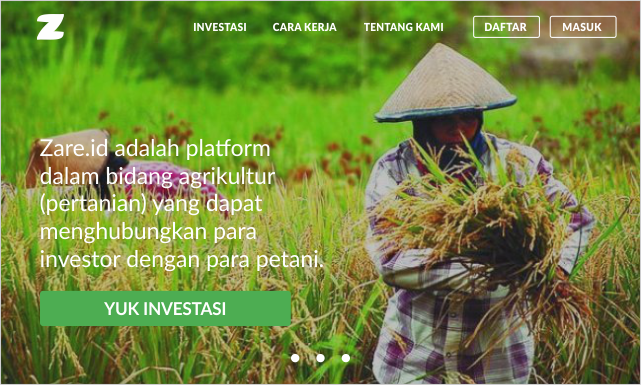 Z
INVESTASI CARA KERJA TENTANG KAMI DAFTAR MASUK
Zare.id adalah platform
dalam bidang agrikultur
(pertanian) yang dapat
menghubungkan para
investor dengan para petani.
YUK INVESTASI